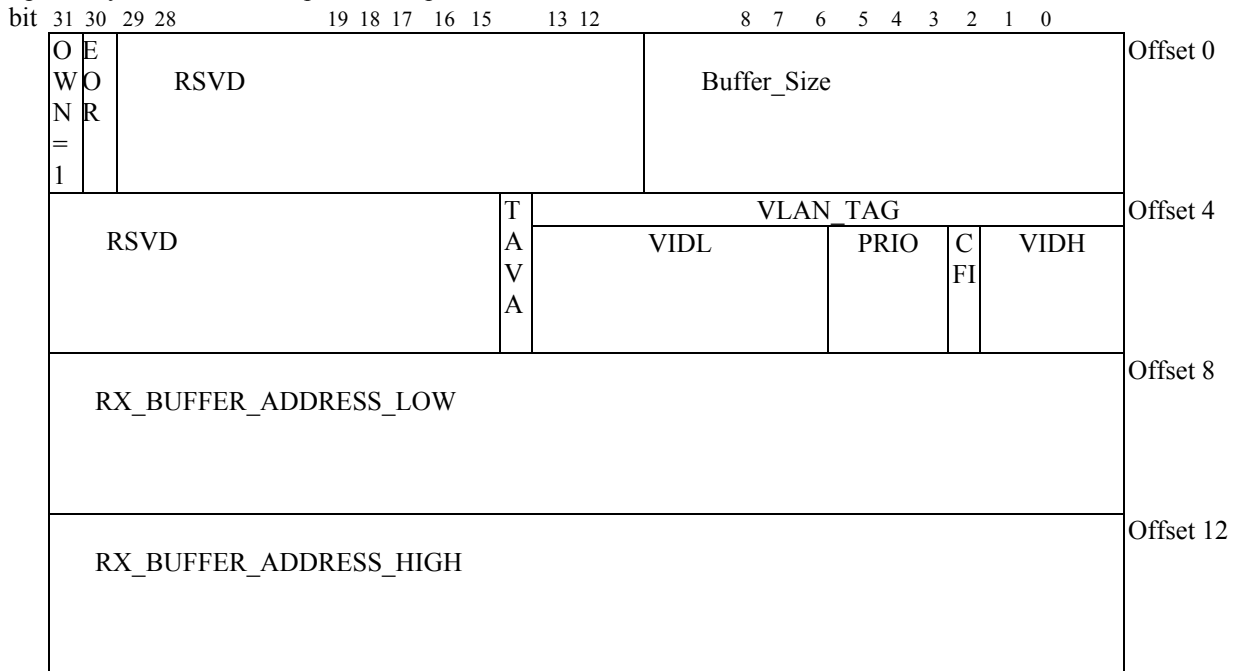 bit 31 30 29 28 19 18 17 16 15 13 12 8 7 6 5 4 3 2 1 0
O
W
N
=
1
E
O
R
RSVD
Buffer_Size
Offset 0
RSVD
T
A
V
A
VLAN_TAG
VIDL
PRIO
C
FI
VIDH
Offset 4
RX_BUFFER_ADDRESS_LOW
Offset 8
RX_BUFFER_ADDRESS_HIGH
Offset 12